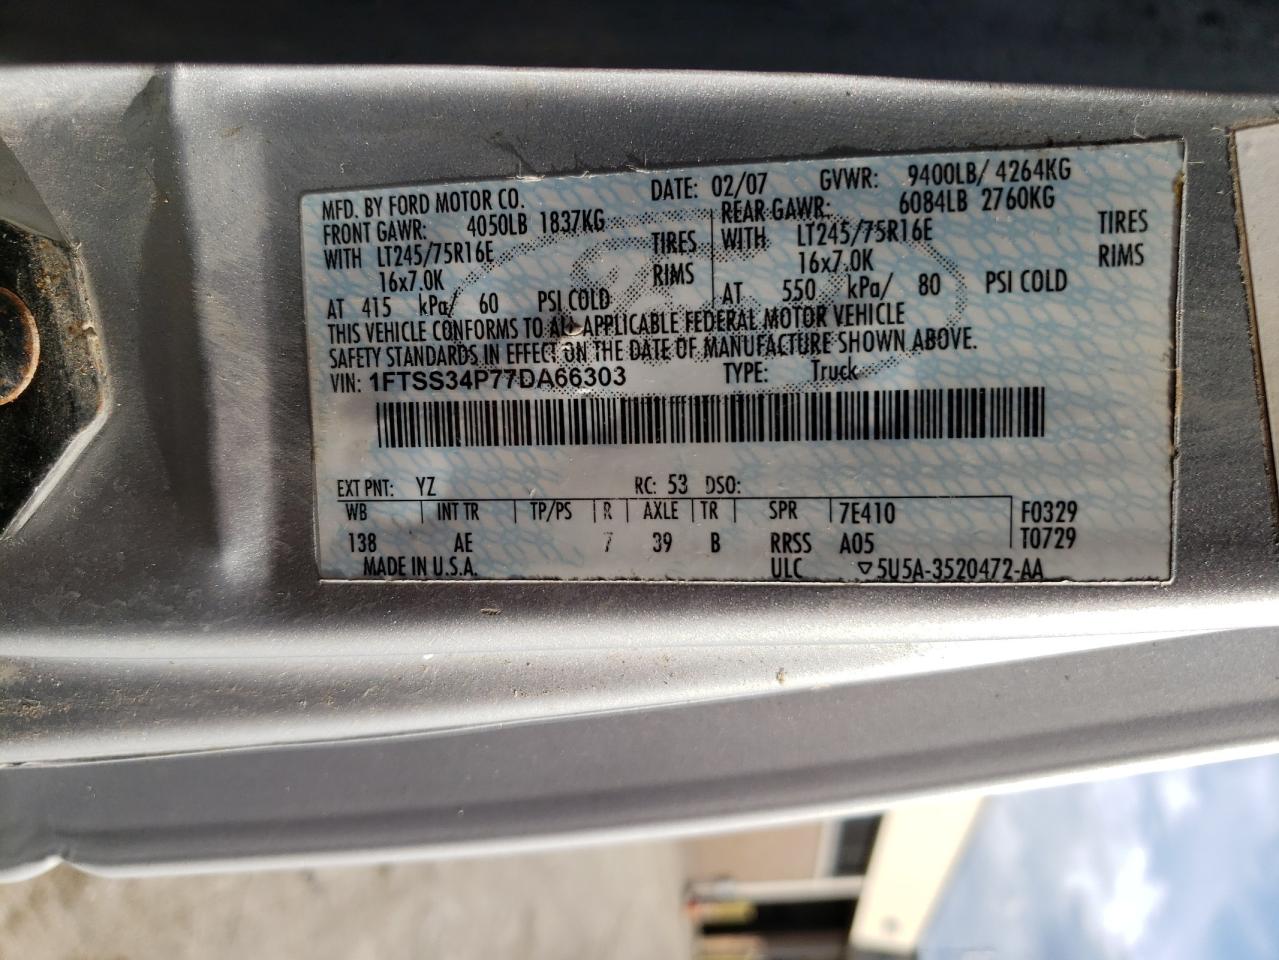 MFD. BY FORD MOTOR CO. DATE: 02/07 GVWR: 9400LB/ 4264KG
FRONT GAWR: 4050LB 1837KG REAR GAWR: 6084LB 2760KG
WITH LT245/75R16E TIRES WITH LT245/75R16E TIRES
16x7.0K RIMS 16x7.0K RIMS
AT 415 kPa/ 60 PSI COLD AT 550 kPa/ 80 PSI COLD
THIS VEHICLE CONFORMS TO ALL APPLICABLE FEDERAL MOTOR VEHICLE
SAFETY STANDARDS IN EFFECT ON THE DATE OF MANUFACTURE SHOWN ABOVE.
VIN: 1FTSS34P77DA66303 TYPE: Truck
EXT PNT: YZ RC: 53 DSO:
WB INT TR TP/PS R AXLE TR SPR 7E410 F0329
138 AE 7 39 B RRSS A05 T0729
MADE IN U.S.A. ULC ▽5U5A-3520472-AA